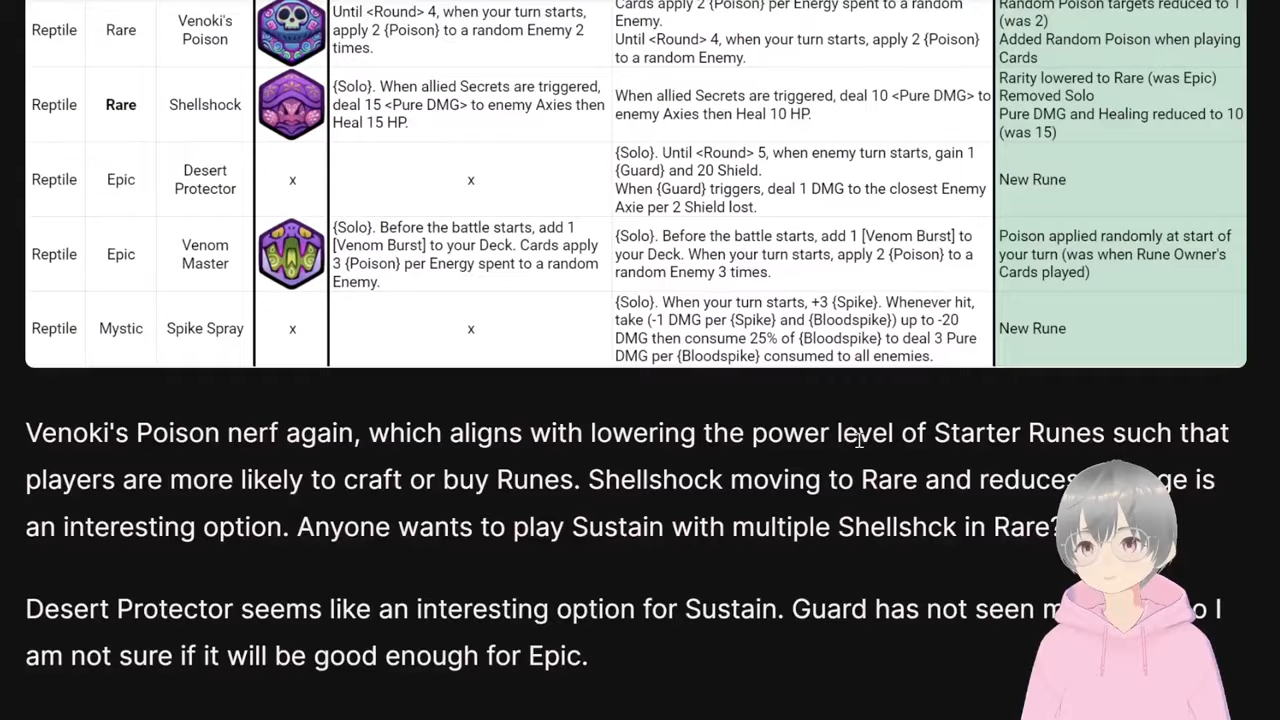 Reptile
Rare
Venoki's
Poison
Until <Round> 4, when your turn starts,
apply 2 {Poison} to a random Enemy 2
times.
Cards apply 2 {Poison} per Energy spent to a random
Enemy.
Until <Round> 4, when your turn starts, apply 2 {Poison}
to a random Enemy.
Random Poison targets reduced to 1
(was 2)
Added Random Poison when playing
Cards
Reptile
Rare
Shellshock
{Solo}. When allied Secrets are triggered,
deal 15 <Pure DMG> to enemy Axies then
Heal 15 HP.
When allied Secrets are triggered, deal 10 <Pure DMG> to
enemy Axies then Heal 10 HP.
Rarity lowered to Rare (was Epic)
Removed Solo
Pure DMG and Healing reduced to 10
(was 15)
Reptile
Epic
Desert
Protector
x
x
{Solo}. Until <Round> 5, when enemy turn starts, gain 1
{Guard} and 20 Shield.
When {Guard} triggers, deal 1 DMG to the closest Enemy
Axie per 2 Shield lost.
New Rune
Reptile
Epic
Venom
Master
{Solo}. Before the battle starts, add 1
[Venom Burst] to your Deck. Cards apply
3 {Poison} per Energy spent to a random
Enemy.
{Solo}. Before the battle starts, add 1 [Venom Burst] to
your Deck. When your turn starts, apply 2 {Poison} to a
random Enemy 3 times.
Poison applied randomly at start of
your turn (was when Rune Owner's
Cards played)
Reptile
Mystic
Spike Spray
x
x
{Solo}. When your turn starts, +3 {Spike}. Whenever hit,
take (-1 DMG per {Spike} and {Bloodspike}) up to -20
DMG then consume 25% of {Bloodspike} to deal 3 Pure
DMG per {Bloodspike} consumed to all enemies.
New Rune
Venoki's Poison nerf again, which aligns with lowering the power level of Starter Runes such that
players are more likely to craft or buy Runes. Shellshock moving to Rare and reduces is
an interesting option. Anyone wants to play Sustain with multiple Shellshck in Rare?
Desert Protector seems like an interesting option for Sustain. Guard has not seen I
am not sure if it will be good enough for Epic.